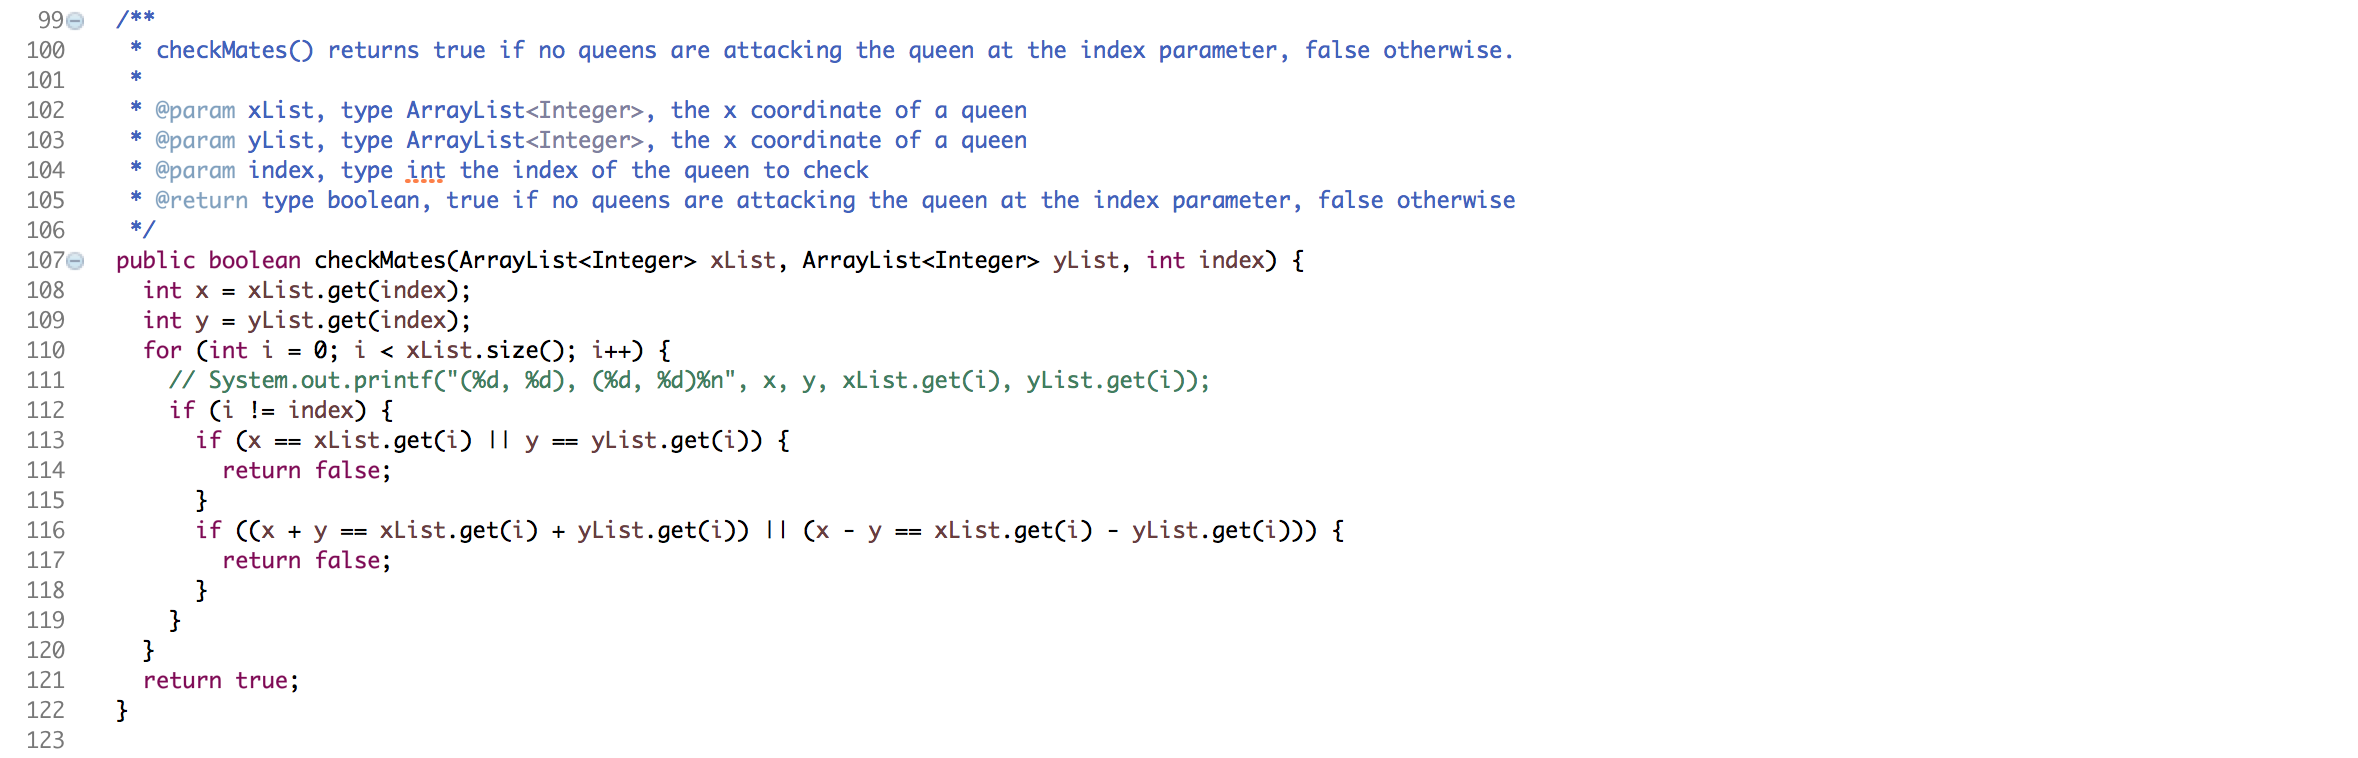 99 /**
100 * checkMates() returns true if no queens are attacking the queen at the index parameter, false otherwise.
101 *
102 * @param xList, type ArrayList<Integer>, the x coordinate of a queen
103 * @param yList, type ArrayList<Integer>, the x coordinate of a queen
104 * @param index, type int the index of the queen to check
105 * @return type boolean, true if no queens are attacking the queen at the index parameter, false otherwise
106 */
107 public boolean checkMates(ArrayList<Integer> xList, ArrayList<Integer> yList, int index) {
108 int x = xList.get(index);
109 int y = yList.get(index);
110 for (int i = 0; i < xList.size(); i++) {
111 // System.out.printf("(%d, %d), (%d, %d)%n", x, y, xList.get(i), yList.get(i));
112 if (i != index) {
113 if (x == xList.get(i) || y == yList.get(i)) {
114 return false;
115 }
116 if ((x + y == xList.get(i) + yList.get(i)) || (x - y == xList.get(i) - yList.get(i))) {
117 return false;
118 }
119 }
120 }
121 return true;
122 }
123